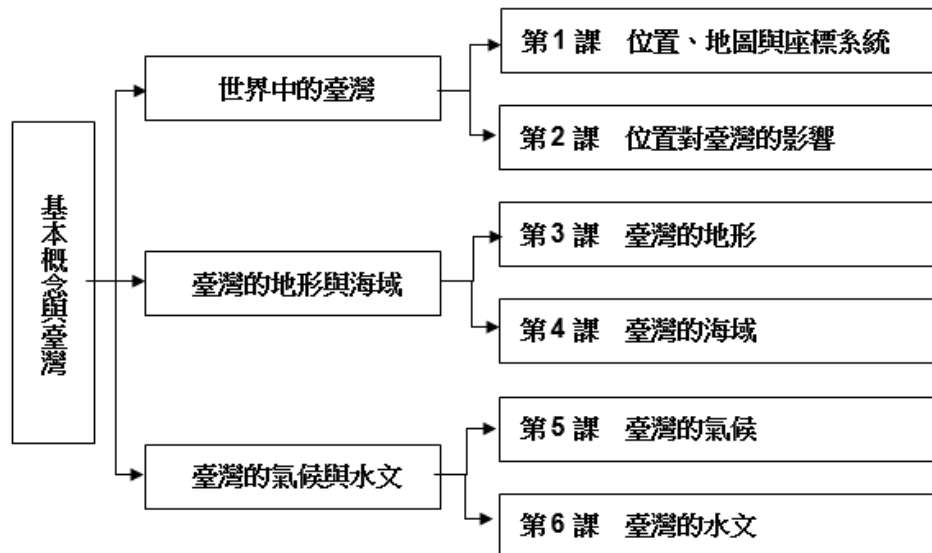 基本概念與臺灣
世界中的臺灣
第1課 位置、地圖與座標系統
第2課 位置對臺灣的影響
臺灣的地形與海域
第3課 臺灣的地形
第4課 臺灣的海域
臺灣的氣候與水文
第5課 臺灣的氣候
第6課 臺灣的水文